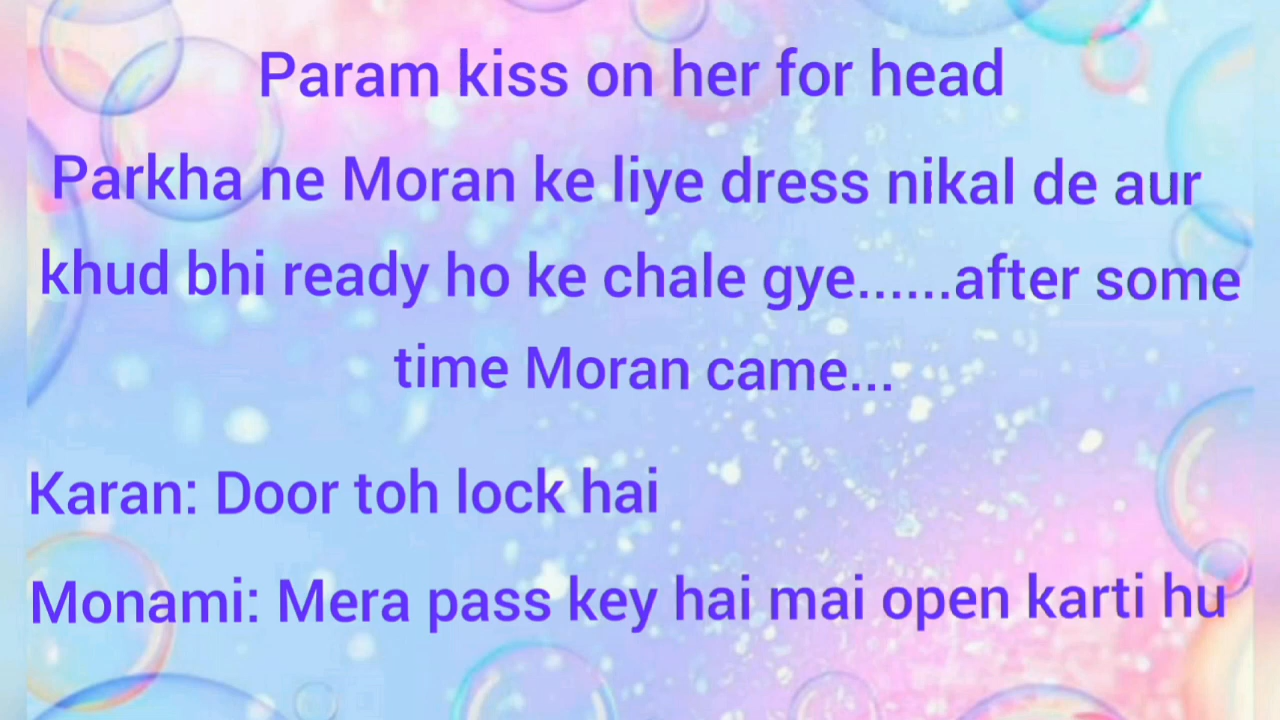 Param kiss on her for head
Parkha ne Moran ke liye dress nikal de aur
khud bhi ready ho ke chale gye......after some
time Moran came...
Karan: Door toh lock hai
Monami: Mera pass key hai mai open karti hu